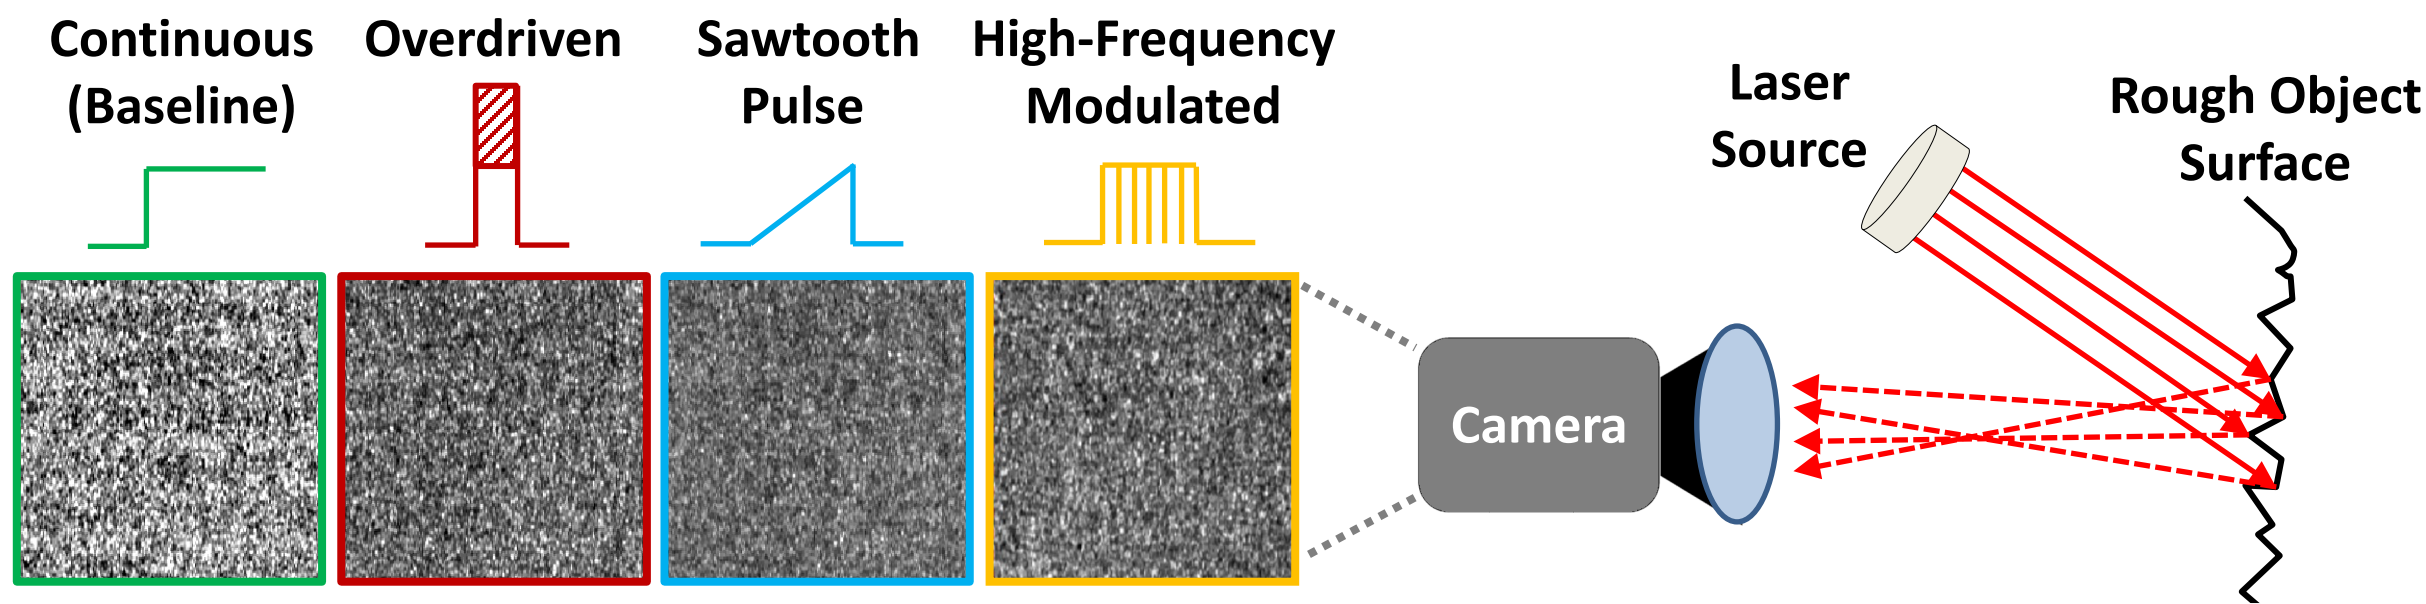 Continuous
(Baseline)
Overdriven
Sawtooth
Pulse
High-Frequency
Modulated
Laser
Source
Rough Object
Surface
Camera